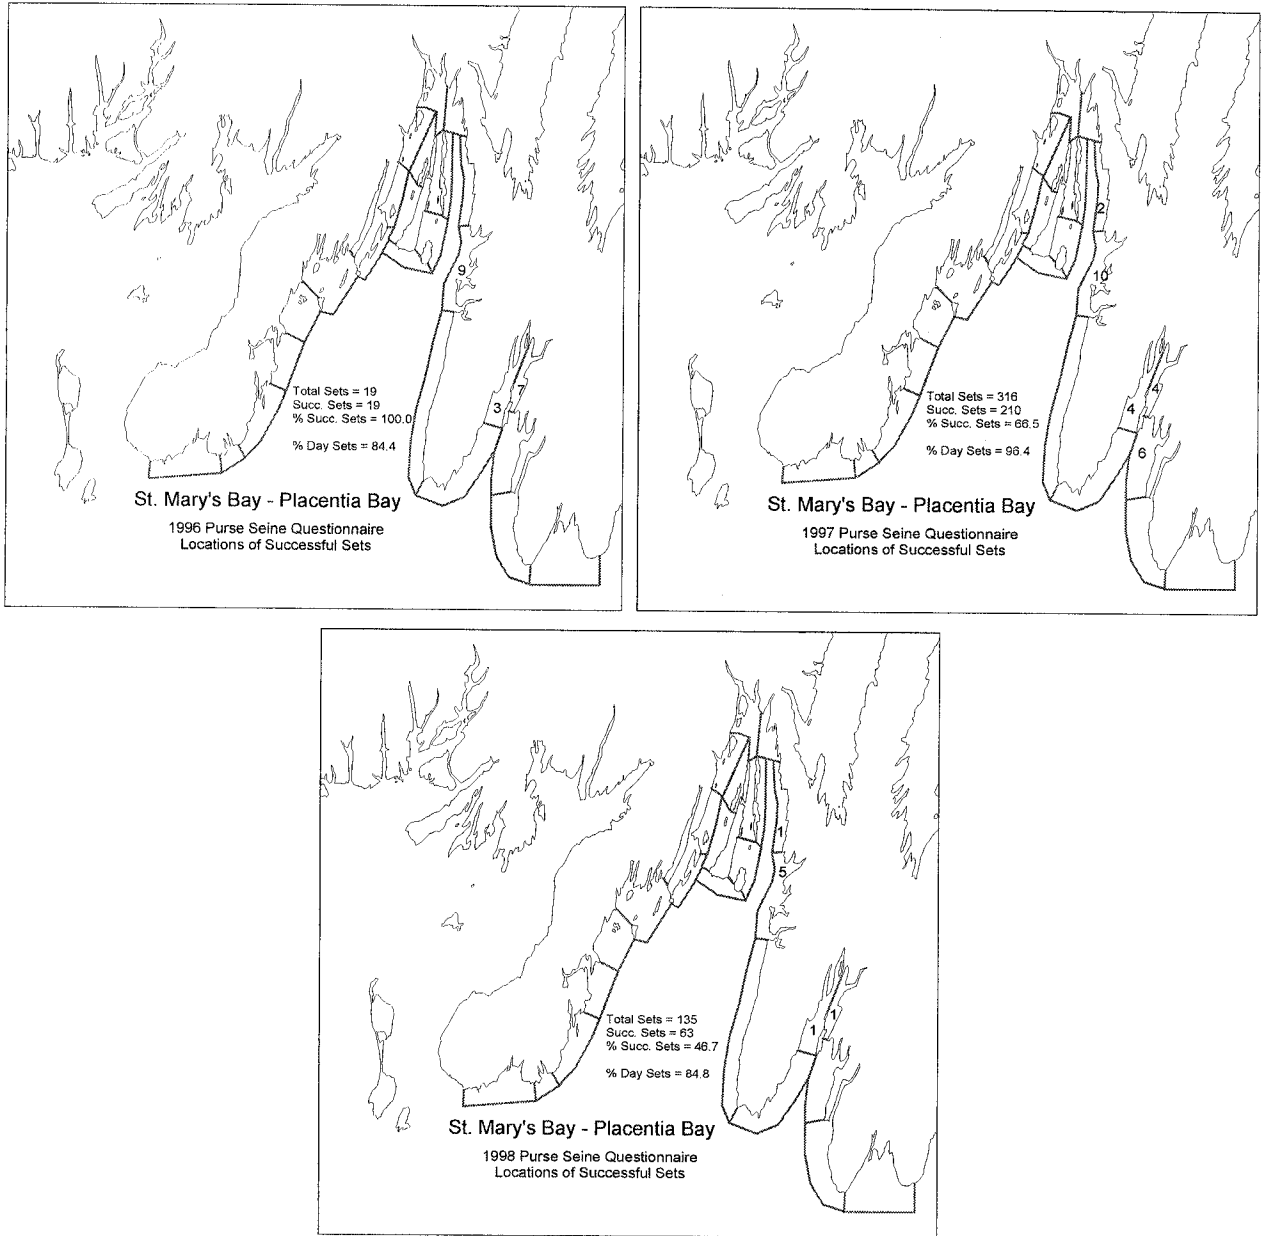 9
7
3
Total Sets = 19
Succ. Sets = 19
% Succ. Sets = 100.0
% Day Sets = 84.4
St. Mary's Bay - Placentia Bay
1996 Purse Seine Questionnaire
Locations of Successful Sets
2
10
4
4
6
Total Sets = 316
Succ. Sets = 210
% Succ. Sets = 66.5
% Day Sets = 96.4
St. Mary's Bay - Placentia Bay
1997 Purse Seine Questionnaire
Locations of Successful Sets
1
5
1
1
Total Sets = 135
Succ. Sets = 63
% Succ. Sets = 46.7
% Day Sets = 84.8
St. Mary's Bay - Placentia Bay
1998 Purse Seine Questionnaire
Locations of Successful Sets